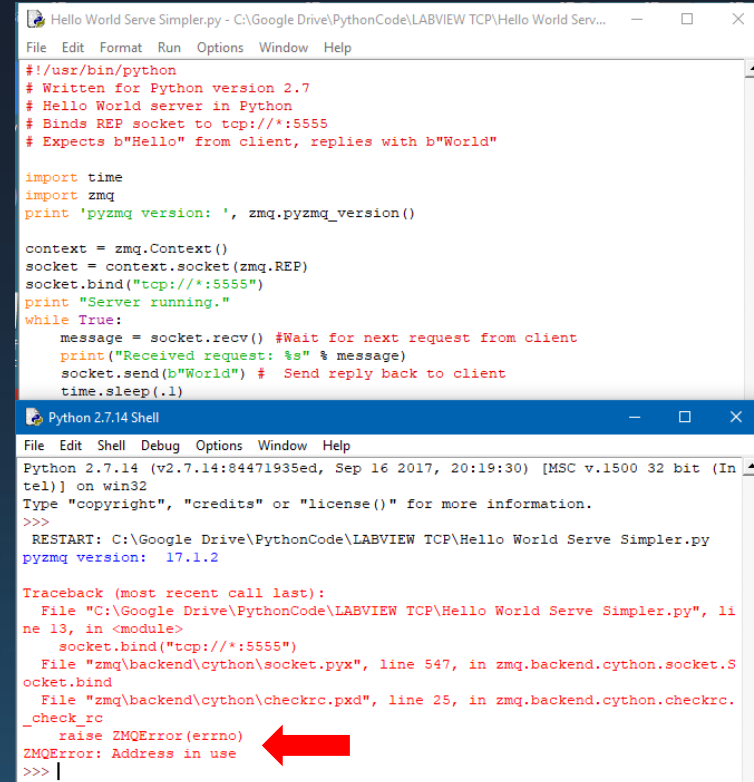 Hello World Serve Simpler.py - C:\Google Drive\PythonCode\LABVIEW TCP\Hello World Serv...
File Edit Format Run Options Window Help
#!/usr/bin/python
# Written for Python version 2.7
# Hello World server in Python
# Binds REP socket to tcp://*:5555
# Expects b"Hello" from client, replies with b"World"
import time
import zmq
print 'pyzmq version: ', zmq.pyzmq_version()
context = zmq.Context()
socket = context.socket(zmq.REP)
socket.bind("tcp://*:5555")
print "Server running."
while True:
    message = socket.recv() #Wait for next request from client
    print("Received request: %s" % message)
    socket.send(b"World") #  Send reply back to client
    time.sleep(.1)
Python 2.7.14 Shell
File Edit Shell Debug Options Window Help
Python 2.7.14 (v2.7.14:84471935ed, Sep 16 2017, 20:19:30) [MSC v.1500 32 bit (In
tel)] on win32
Type "copyright", "credits" or "license()" for more information.
>>>
 RESTART: C:\Google Drive\PythonCode\LABVIEW TCP\Hello World Serve Simpler.py
pyzmq version:  17.1.2
Traceback (most recent call last):
  File "C:\Google Drive\PythonCode\LABVIEW TCP\Hello World Serve Simpler.py", li
ne 13, in <module>
    socket.bind("tcp://*:5555")
  File "zmq\backend\cython\socket.pyx", line 547, in zmq.backend.cython.socket.S
ocket.bind
  File "zmq\backend\cython\checkrc.pxd", line 25, in zmq.backend.cython.checkrc.
_check_rc
    raise ZMQError(errno)
ZMQError: Address in use
>>>